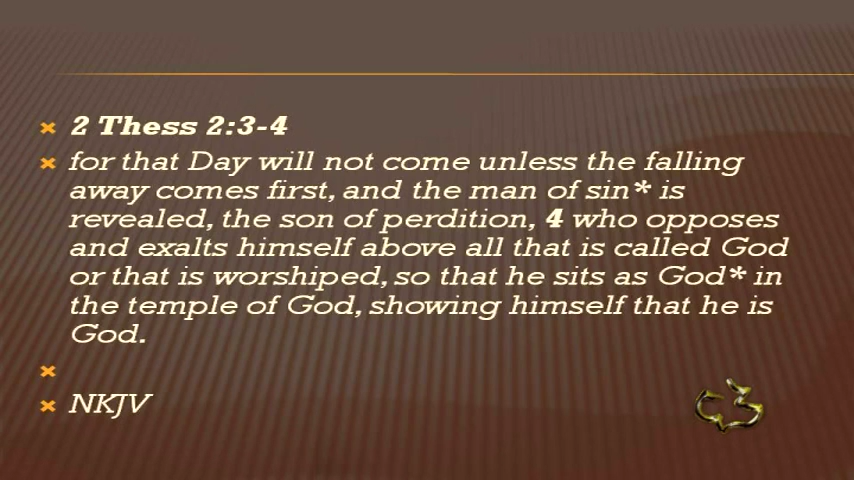 2 Thess 2:3-4
for that Day will not come unless the falling
away comes first, and the man of sin* is
revealed, the son of perdition, 4 who opposes
and exalts himself above all that is called God
or that is worshiped, so that he sits as God* in
the temple of God, showing himself that he is
God.
NKJV